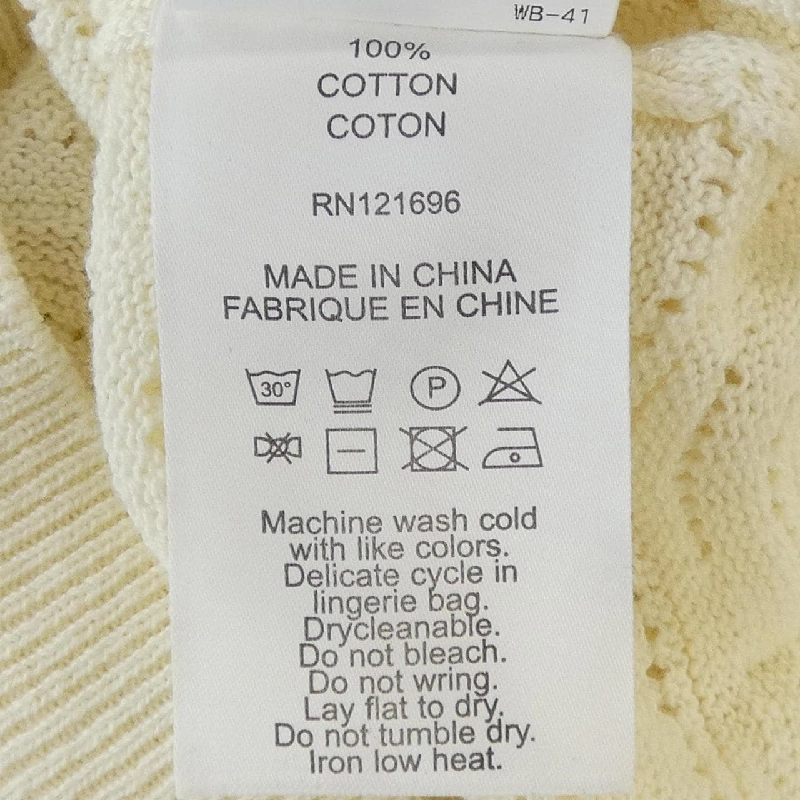 WB-41
100%
COTTON
COTON
RN121696
MADE IN CHINA
FABRIQUE EN CHINE
30° P
Machine wash cold
with like colors.
Delicate cycle in
lingerie bag.
Drycleanable.
Do not bleach.
Do not wring.
Lay flat to dry.
Do not tumble dry.
Iron low heat.